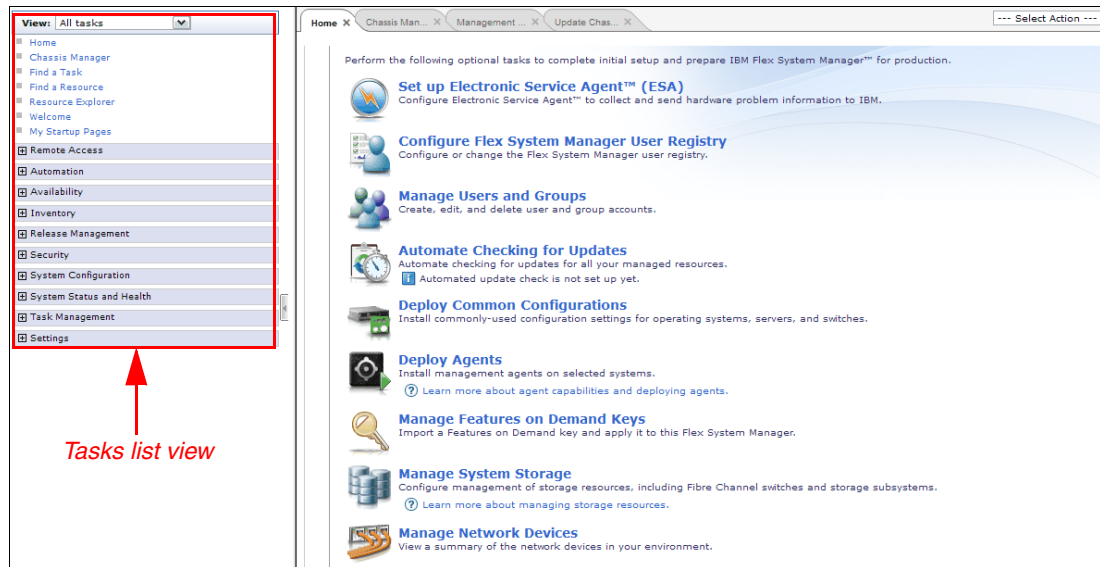 View: All tasks
Home
Chassis Manager
Find a Task
Find a Resource
Resource Explorer
Welcome
My Startup Pages
Remote Access
Automation
Availability
Inventory
Release Management
Security
System Configuration
System Status and Health
Task Management
Settings
Tasks list view
Home X Chassis Man... X Management ... X Update Chas... X
--- Select Action ---
Perform the following optional tasks to complete initial setup and prepare IBM Flex System Manager™ for production.
Set up Electronic Service Agent™ (ESA)
Configure Electronic Service Agent™ to collect and send hardware problem information to IBM.
Configure Flex System Manager User Registry
Configure or change the Flex System Manager user registry.
Manage Users and Groups
Create, edit, and delete user and group accounts.
Automate Checking for Updates
Automate checking for updates for all your managed resources.
Automated update check is not set up yet.
Deploy Common Configurations
Install commonly-used configuration settings for operating systems, servers, and switches.
Deploy Agents
Install management agents on selected systems.
Learn more about agent capabilities and deploying agents.
Manage Features on Demand Keys
Import a Features on Demand key and apply it to this Flex System Manager.
Manage System Storage
Configure management of storage resources, including Fibre Channel switches and storage subsystems.
Learn more about managing storage resources.
Manage Network Devices
View a summary of the network devices in your environment.